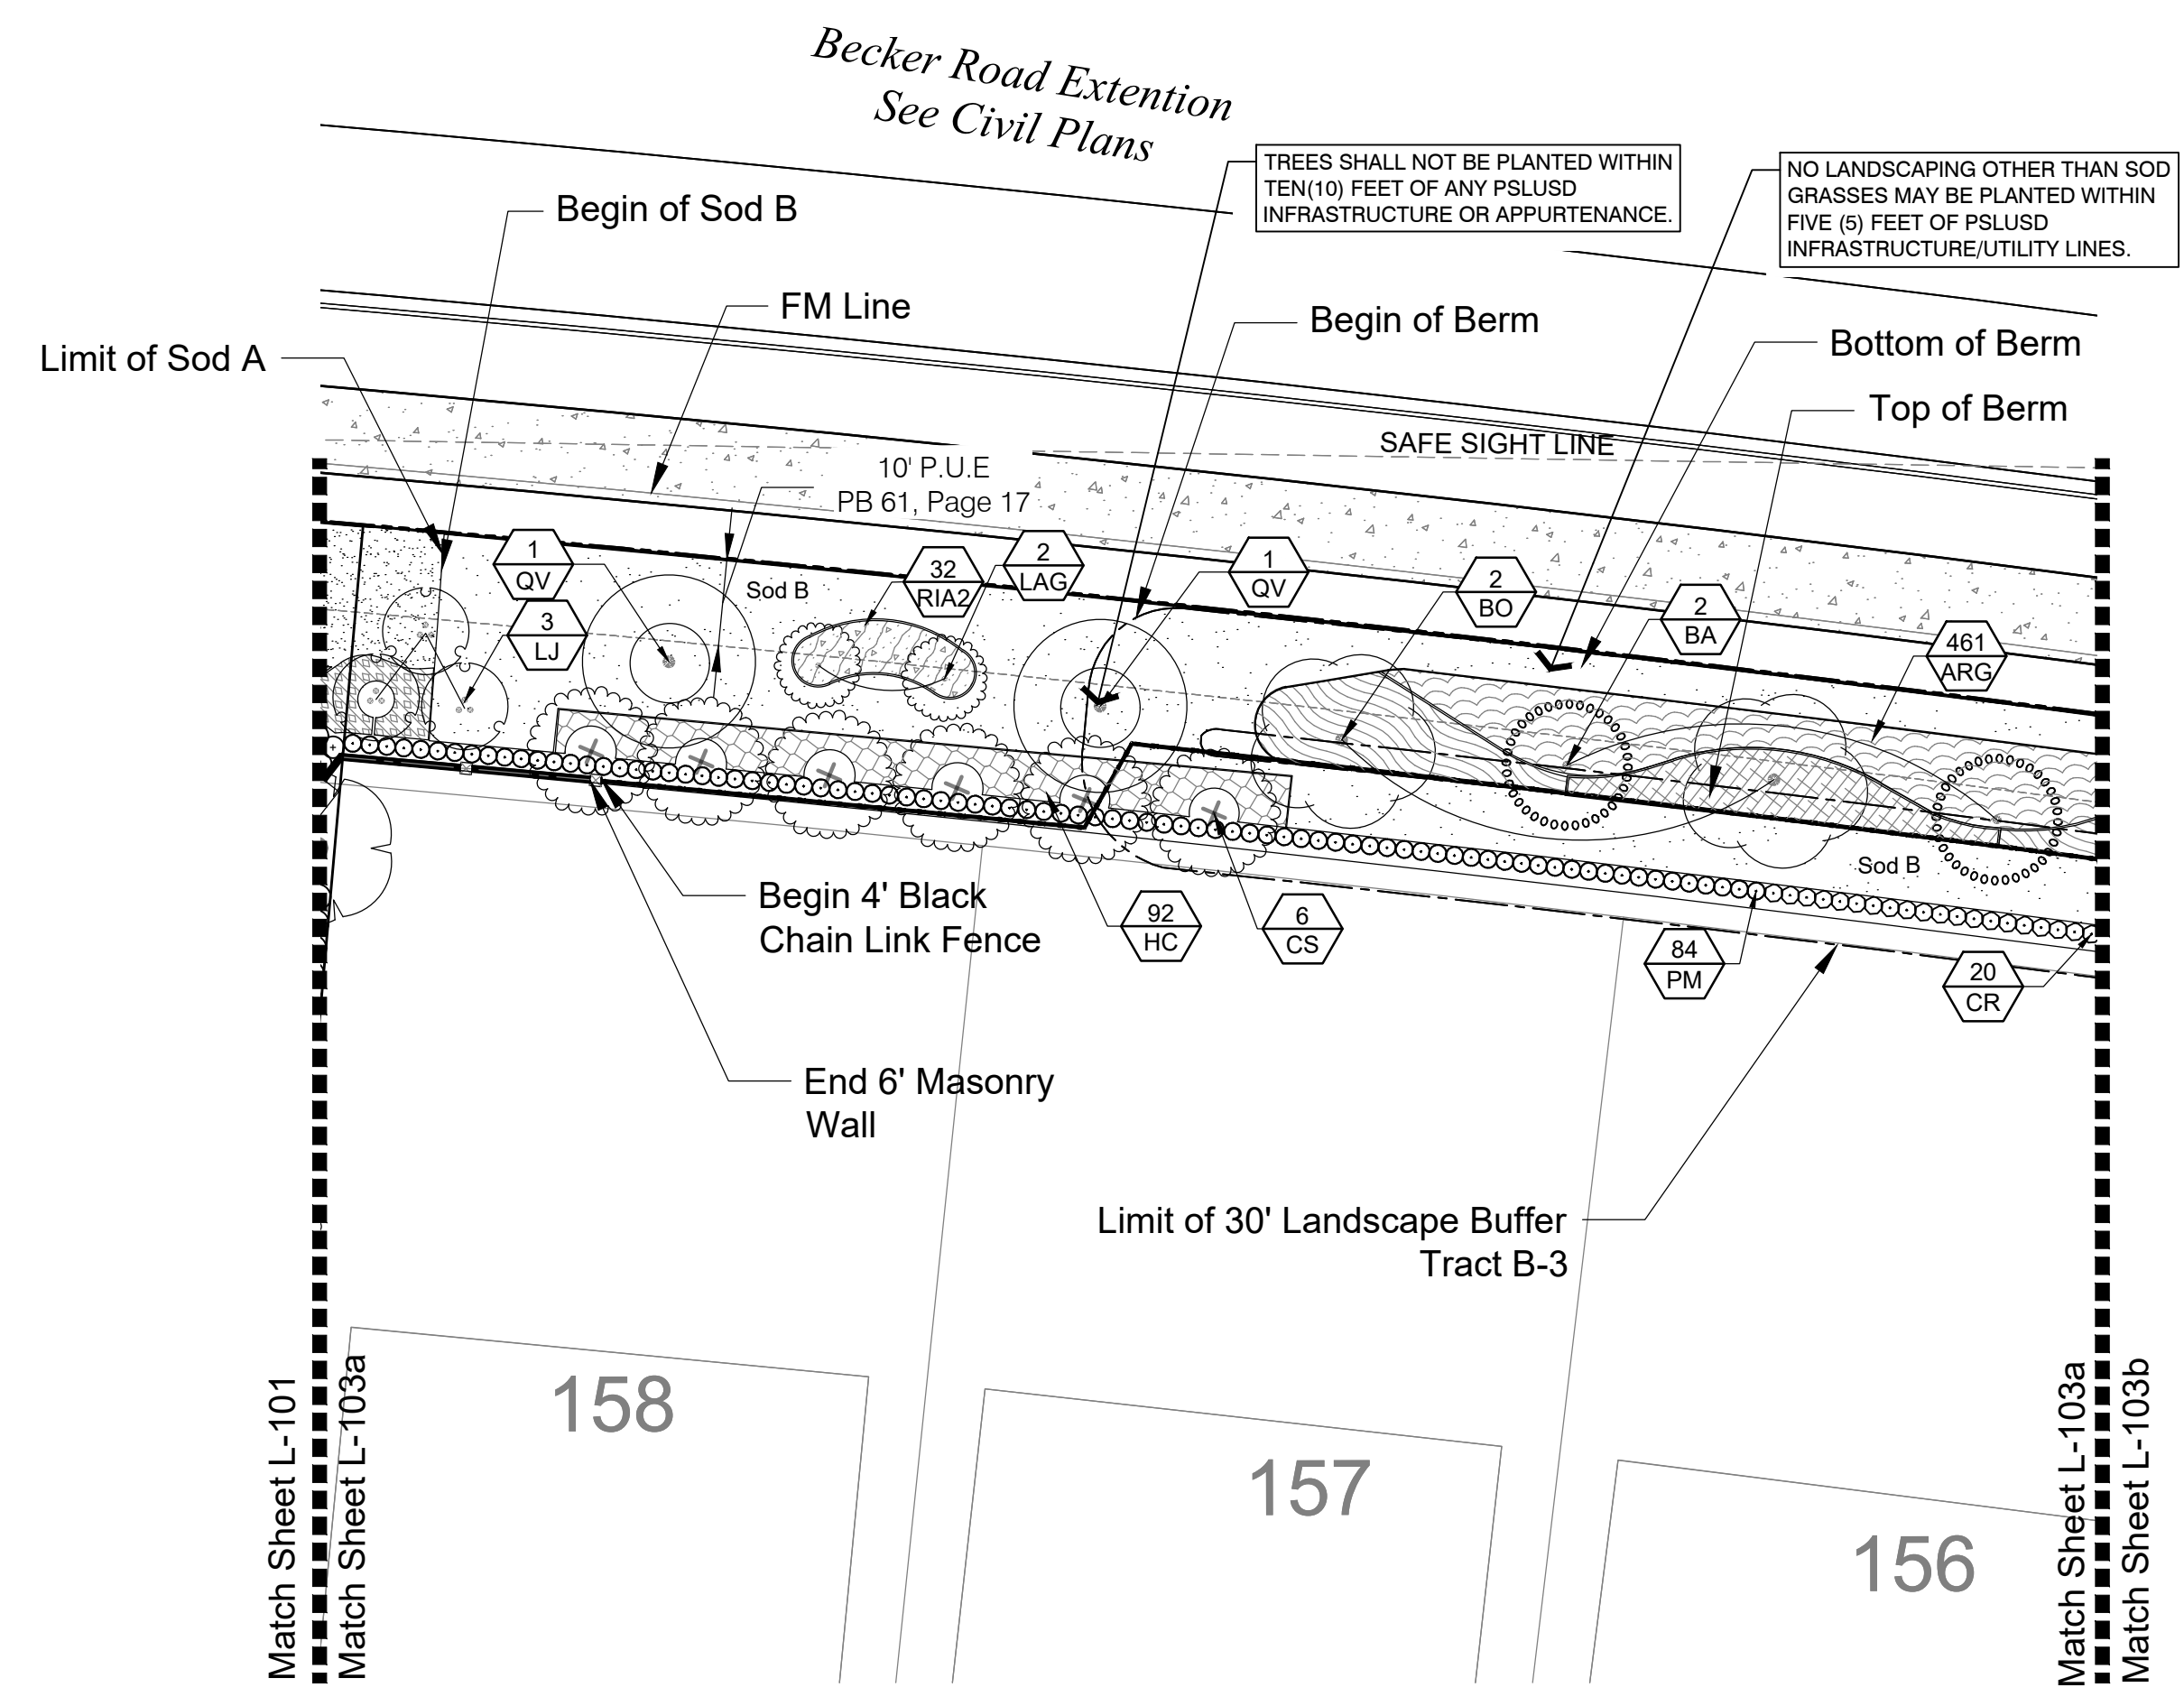 Becker Road Extention
See Civil Plans
TREES SHALL NOT BE PLANTED WITHIN
TEN(10) FEET OF ANY PSLUSD
INFRASTRUCTURE OR APPURTENANCE.
NO LANDSCAPING OTHER THAN SOD
GRASSES MAY BE PLANTED WITHIN
FIVE (5) FEET OF PSLUSD
INFRASTRUCTURE/UTILITY LINES.
Begin of Sod B
FM Line
Begin of Berm
Bottom of Berm
Limit of Sod A
Top of Berm
SAFE SIGHT LINE
10' P.U.E
PB 61, Page 17
1
QV
3
LJ
Sod B
32
RIA2
2
LAG
1
QV
2
BO
2
BA
461
ARG
Sod B
Begin 4' Black
Chain Link Fence
92
HC
6
CS
84
PM
20
CR
End 6' Masonry
Wall
Limit of 30' Landscape Buffer
Tract B-3
158
157
156
Match Sheet L-101
Match Sheet L-103a
Match Sheet L-103a
Match Sheet L-103b